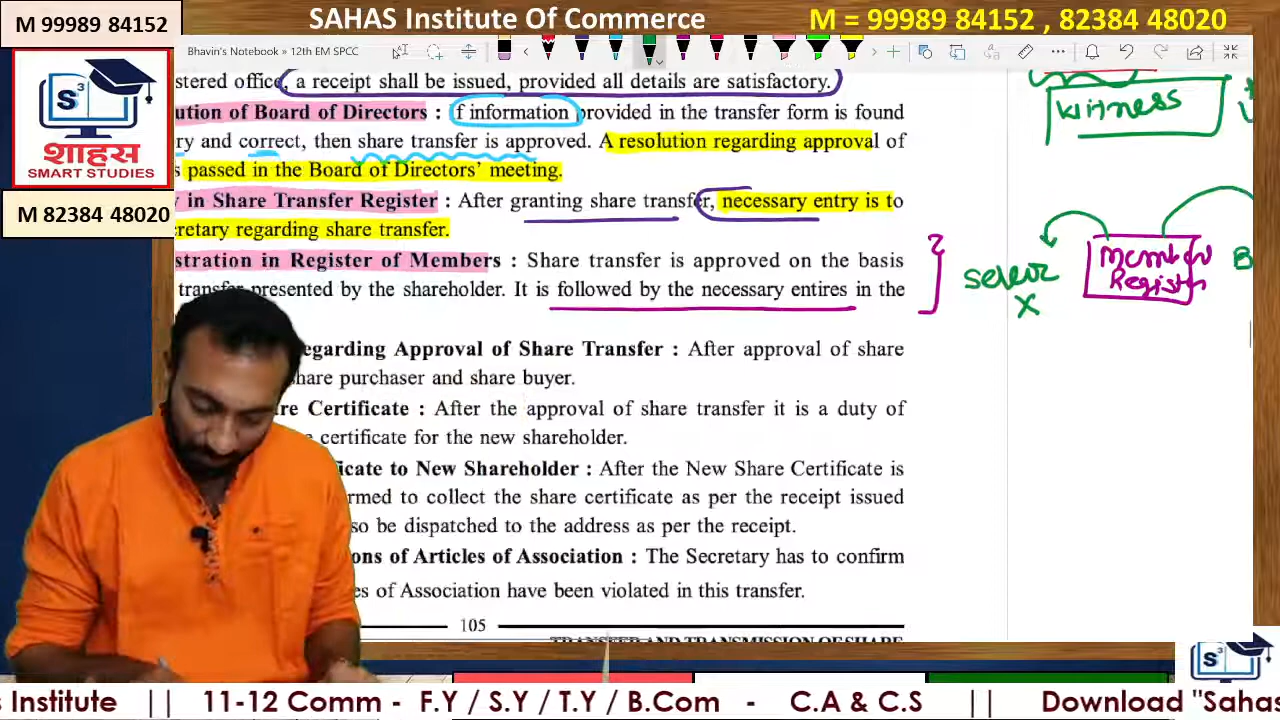 M 99989 84152
SAHAS Institute Of Commerce
M = 99989 84152 , 82384 48020
S³
शाहस
SMART STUDIES
M 82384 48020
Bhavin's Notebook » 12th EM SPCC
stered office, a receipt shall be issued, provided all details are satisfactory.
ution of Board of Directors : f information provided in the transfer form is found
ry and correct, then share transfer is approved. A resolution regarding approval of
s passed in the Board of Directors' meeting.
y in Share Transfer Register : After granting share transfer, necessary entry is to
cretary regarding share transfer.
stration in Register of Members : Share transfer is approved on the basis
transfer presented by the shareholder. It is followed by the necessary entires in the
egarding Approval of Share Transfer : After approval of share
share purchaser and share buyer.
re Certificate : After the approval of share transfer it is a duty of
e certificate for the new shareholder.
icate to New Shareholder : After the New Share Certificate is
rmed to collect the share certificate as per the receipt issued
so be dispatched to the address as per the receipt.
ons of Articles of Association : The Secretary has to confirm
es of Association have been violated in this transfer.
105
TRANSFER AND TRANSMISSION OF SHARE
Witness
Member
Register
X
B
S³
s Institute || 11-12 Comm - F.Y / S.Y / T.Y / B.Com - C.A & C.S || Download "Sahas